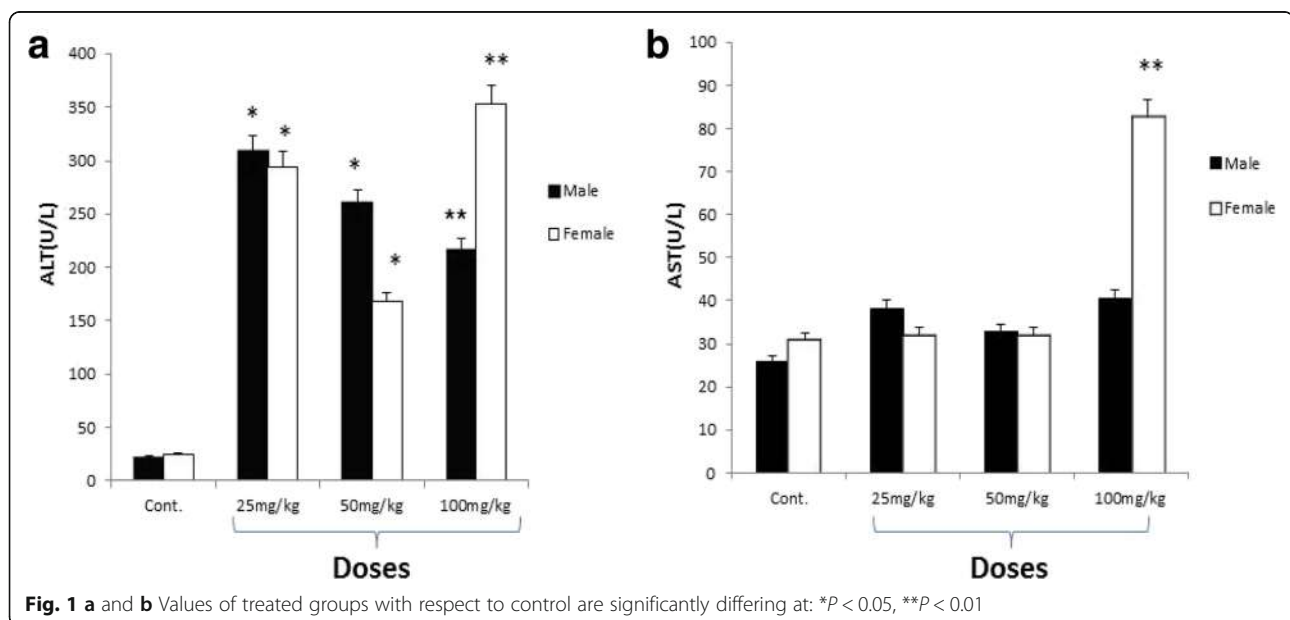 a
ALT(U/L)
400
350
300
250
200
150
100
50
0
*
*
*
*
**
**
Male
Female
Cont.
25mg/kg
50mg/kg
100mg/kg
Doses
b
AST(U/L)
100
90
80
70
60
50
40
30
20
10
0
**
Male
Female
Cont.
25mg/kg
50mg/kg
100mg/kg
Doses
Fig. 1 a and b Values of treated groups with respect to control are significantly differing at: *P < 0.05, **P < 0.01